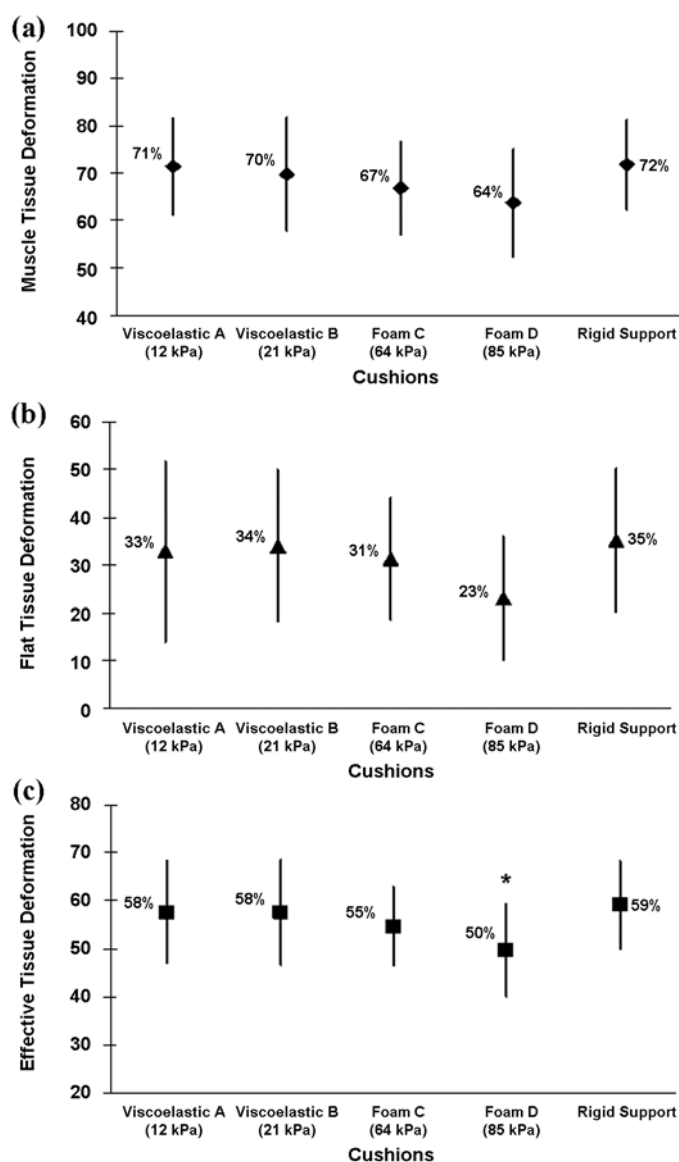 (a)
Muscle Tissue Deformation
100
90
80
70
60
50
40
71%
70%
67%
64%
72%
Viscoelastic A Viscoelastic B Foam C Foam D Rigid Support
(12 kPa) (21 kPa) (64 kPa) (85 kPa)
Cushions
(b)
Flat Tissue Deformation
60
50
40
30
20
10
0
33%
34%
31%
23%
35%
Viscoelastic A Viscoelastic B Foam C Foam D Rigid Support
(12 kPa) (21 kPa) (64 kPa) (85 kPa)
Cushions
(c)
Effective Tissue Deformation
80
70
60
50
40
30
20
58%
58%
55%
*
50%
59%
Viscoelastic A Viscoelastic B Foam C Foam D Rigid Support
(12 kPa) (21 kPa) (64 kPa) (85 kPa)
Cushions